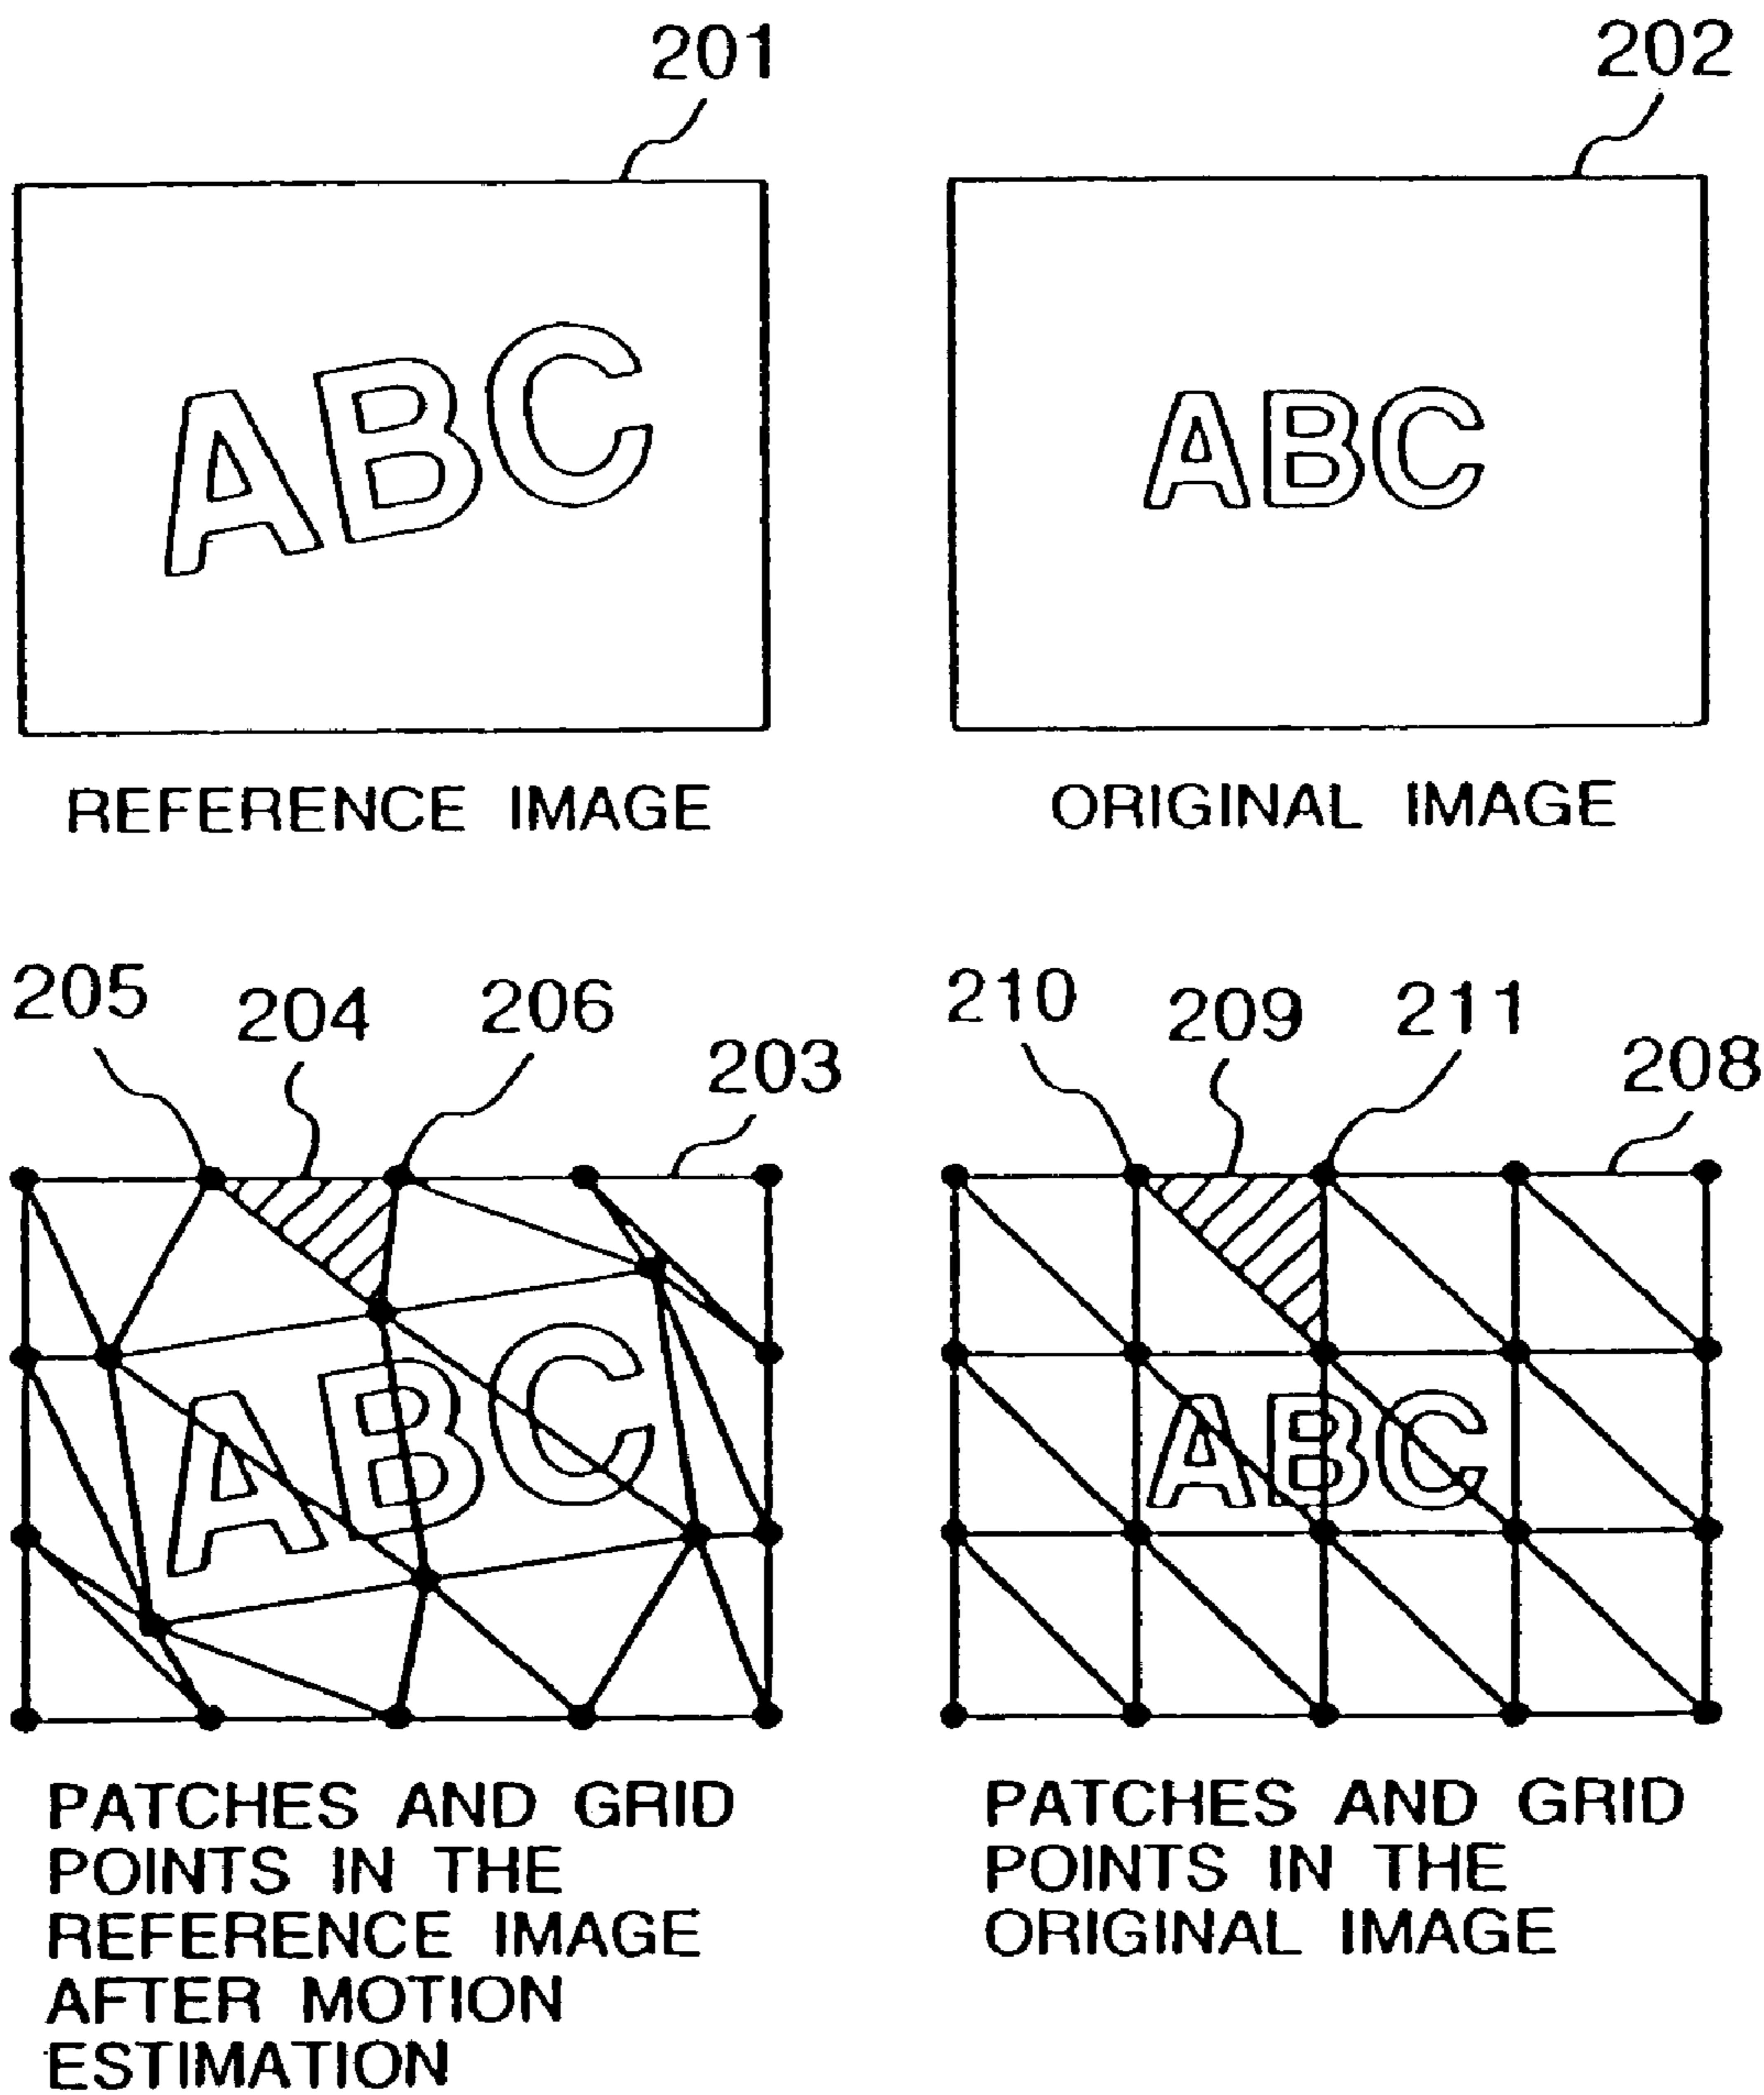 201
202
ABC
ABC
REFERENCE IMAGE
ORIGINAL IMAGE
205
204
206
203
210
209
211
208
ABC
ABC
PATCHES AND GRID
POINTS IN THE
REFERENCE IMAGE
AFTER MOTION
ESTIMATION
PATCHES AND GRID
POINTS IN THE
ORIGINAL IMAGE